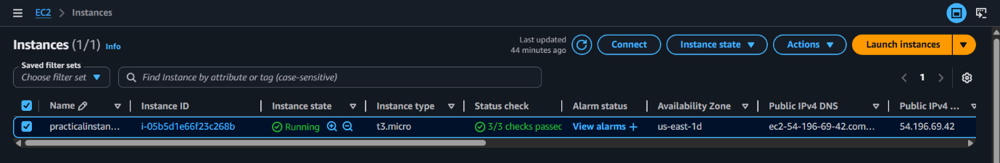 EC2 > Instances
Instances (1/1) Info
Last updated
44 minutes ago
Connect
Instance state
Actions
Launch instances
Saved filter sets
Choose filter set
Find Instance by attribute or tag (case-sensitive)
1
Name Instance ID Instance state Instance type Status check Alarm status Availability Zone Public IPv4 DNS Public IPv4 ...
practicalinstan... i-05b5d1e66f23c268b Running t3.micro 3/3 checks passec View alarms + us-east-1d ec2-54-196-69-42.com... 54.196.69.42